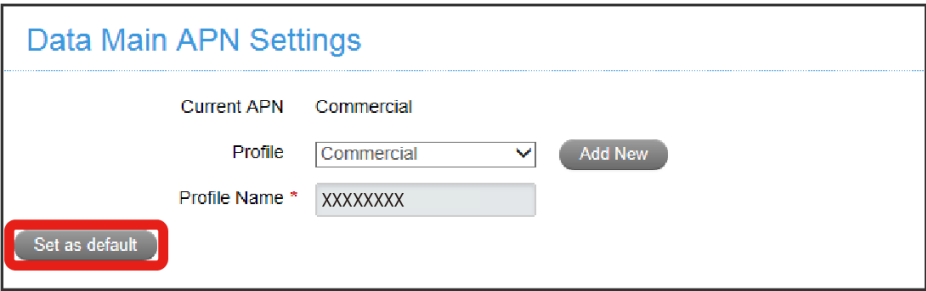 Data Main APN Settings
Current APN Commercial
Profile Commercial Add New
Profile Name * XXXXXXXX
Set as default